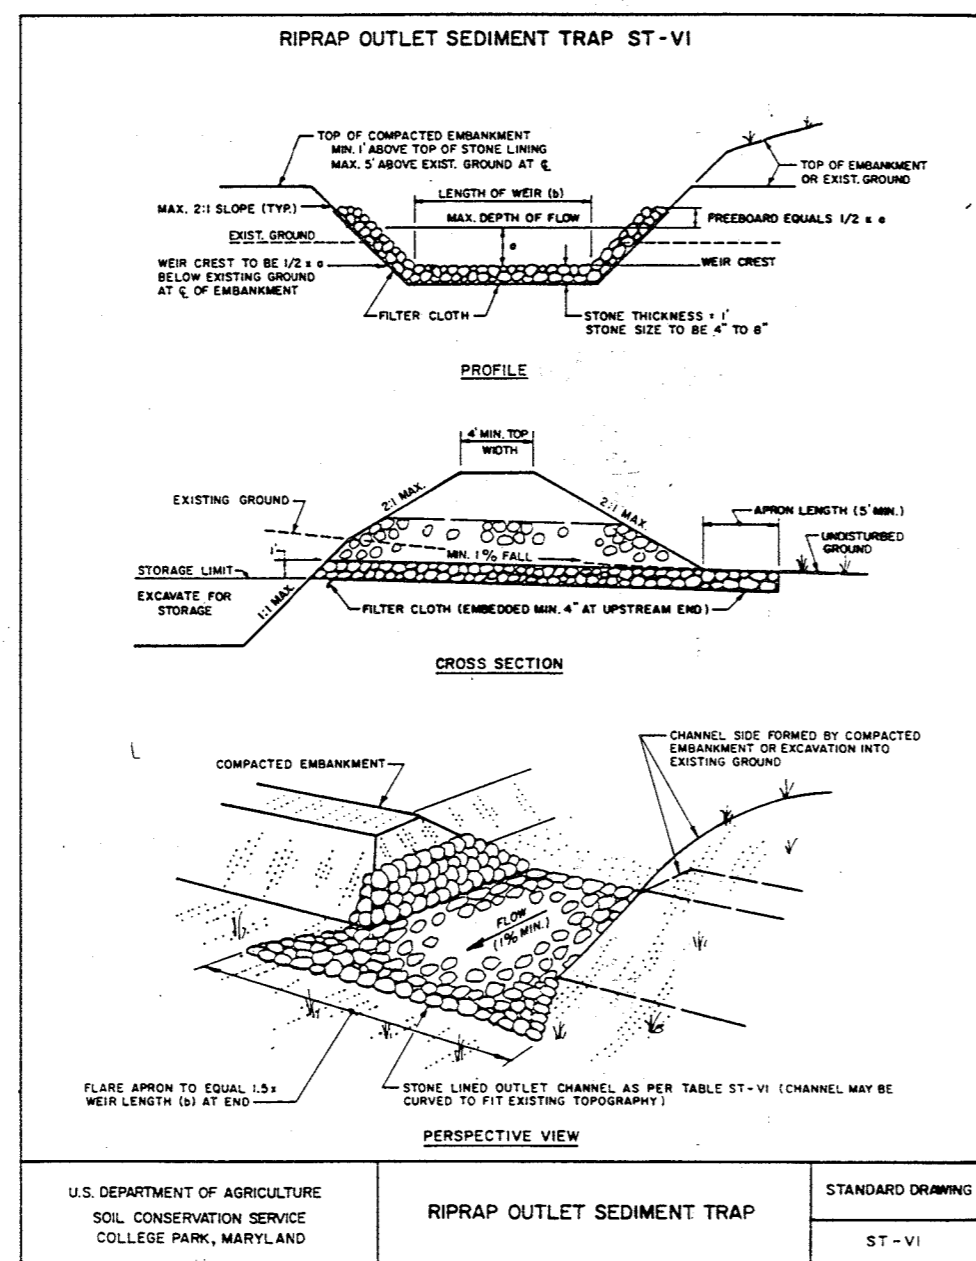 RIPRAP OUTLET SEDIMENT TRAP ST-VI
TOP OF COMPACTED EMBANKMENT
MIN. 1' ABOVE TOP OF STONE LINING
MAX. 5' ABOVE EXIST. GROUND AT ℄
TOP OF EMBANKMENT
OR EXIST. GROUND
LENGTH OF WEIR (b)
MAX. 2:1 SLOPE (TYP.)
MAX. DEPTH OF FLOW
FREEBOARD EQUALS 1/2 x a
EXIST. GROUND
a
WEIR CREST TO BE 1/2 x a
BELOW EXISTING GROUND
AT ℄ OF EMBANKMENT
WEIR CREST
FILTER CLOTH
STONE THICKNESS = 1'
STONE SIZE TO BE 4" TO 8"
PROFILE
4' MIN. TOP
WIDTH
EXISTING GROUND
2:1 MAX.
2:1 MAX.
APRON LENGTH (5' MIN.)
UNDISTURBED
GROUND
1'
MIN. 1% FALL
STORAGE LIMIT
EXCAVATE FOR
STORAGE
1:1 MAX.
FILTER CLOTH (EMBEDDED MIN. 4" AT UPSTREAM END)
CROSS SECTION
CHANNEL SIDE FORMED BY COMPACTED
EMBANKMENT OR EXCAVATION INTO
EXISTING GROUND
COMPACTED EMBANKMENT
FLOW
(1% MIN.)
FLARE APRON TO EQUAL 1.5x
WEIR LENGTH (b) AT END
STONE LINED OUTLET CHANNEL AS PER TABLE ST-VI (CHANNEL MAY BE
CURVED TO FIT EXISTING TOPOGRAPHY)
PERSPECTIVE VIEW
U.S. DEPARTMENT OF AGRICULTURE
SOIL CONSERVATION SERVICE
COLLEGE PARK, MARYLAND
RIPRAP OUTLET SEDIMENT TRAP
STANDARD DRAWING
ST-VI